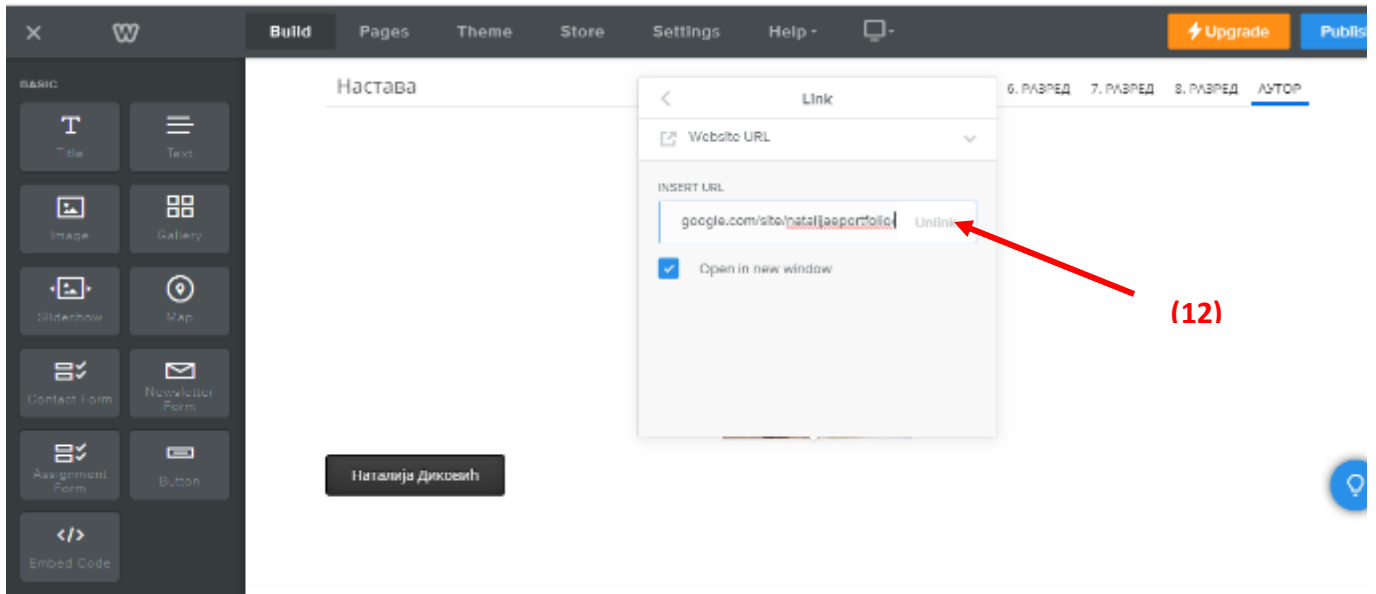 Build Pages Theme Store Settings Help Upgrade Publis
BASIC
Настава
6. РАЗРЕД 7. РАЗРЕД 8. РАЗРЕД АУТОР
Link
Website URL
INSERT URL
google.com/site/natalijaeportfolio Unlink
Open in new window
(12)
Title Text
Image Gallery
Slideshow Map
Contact Form
Newsletter
Form
Assignment
Form
Button
Embed Code
Наталија Диковић